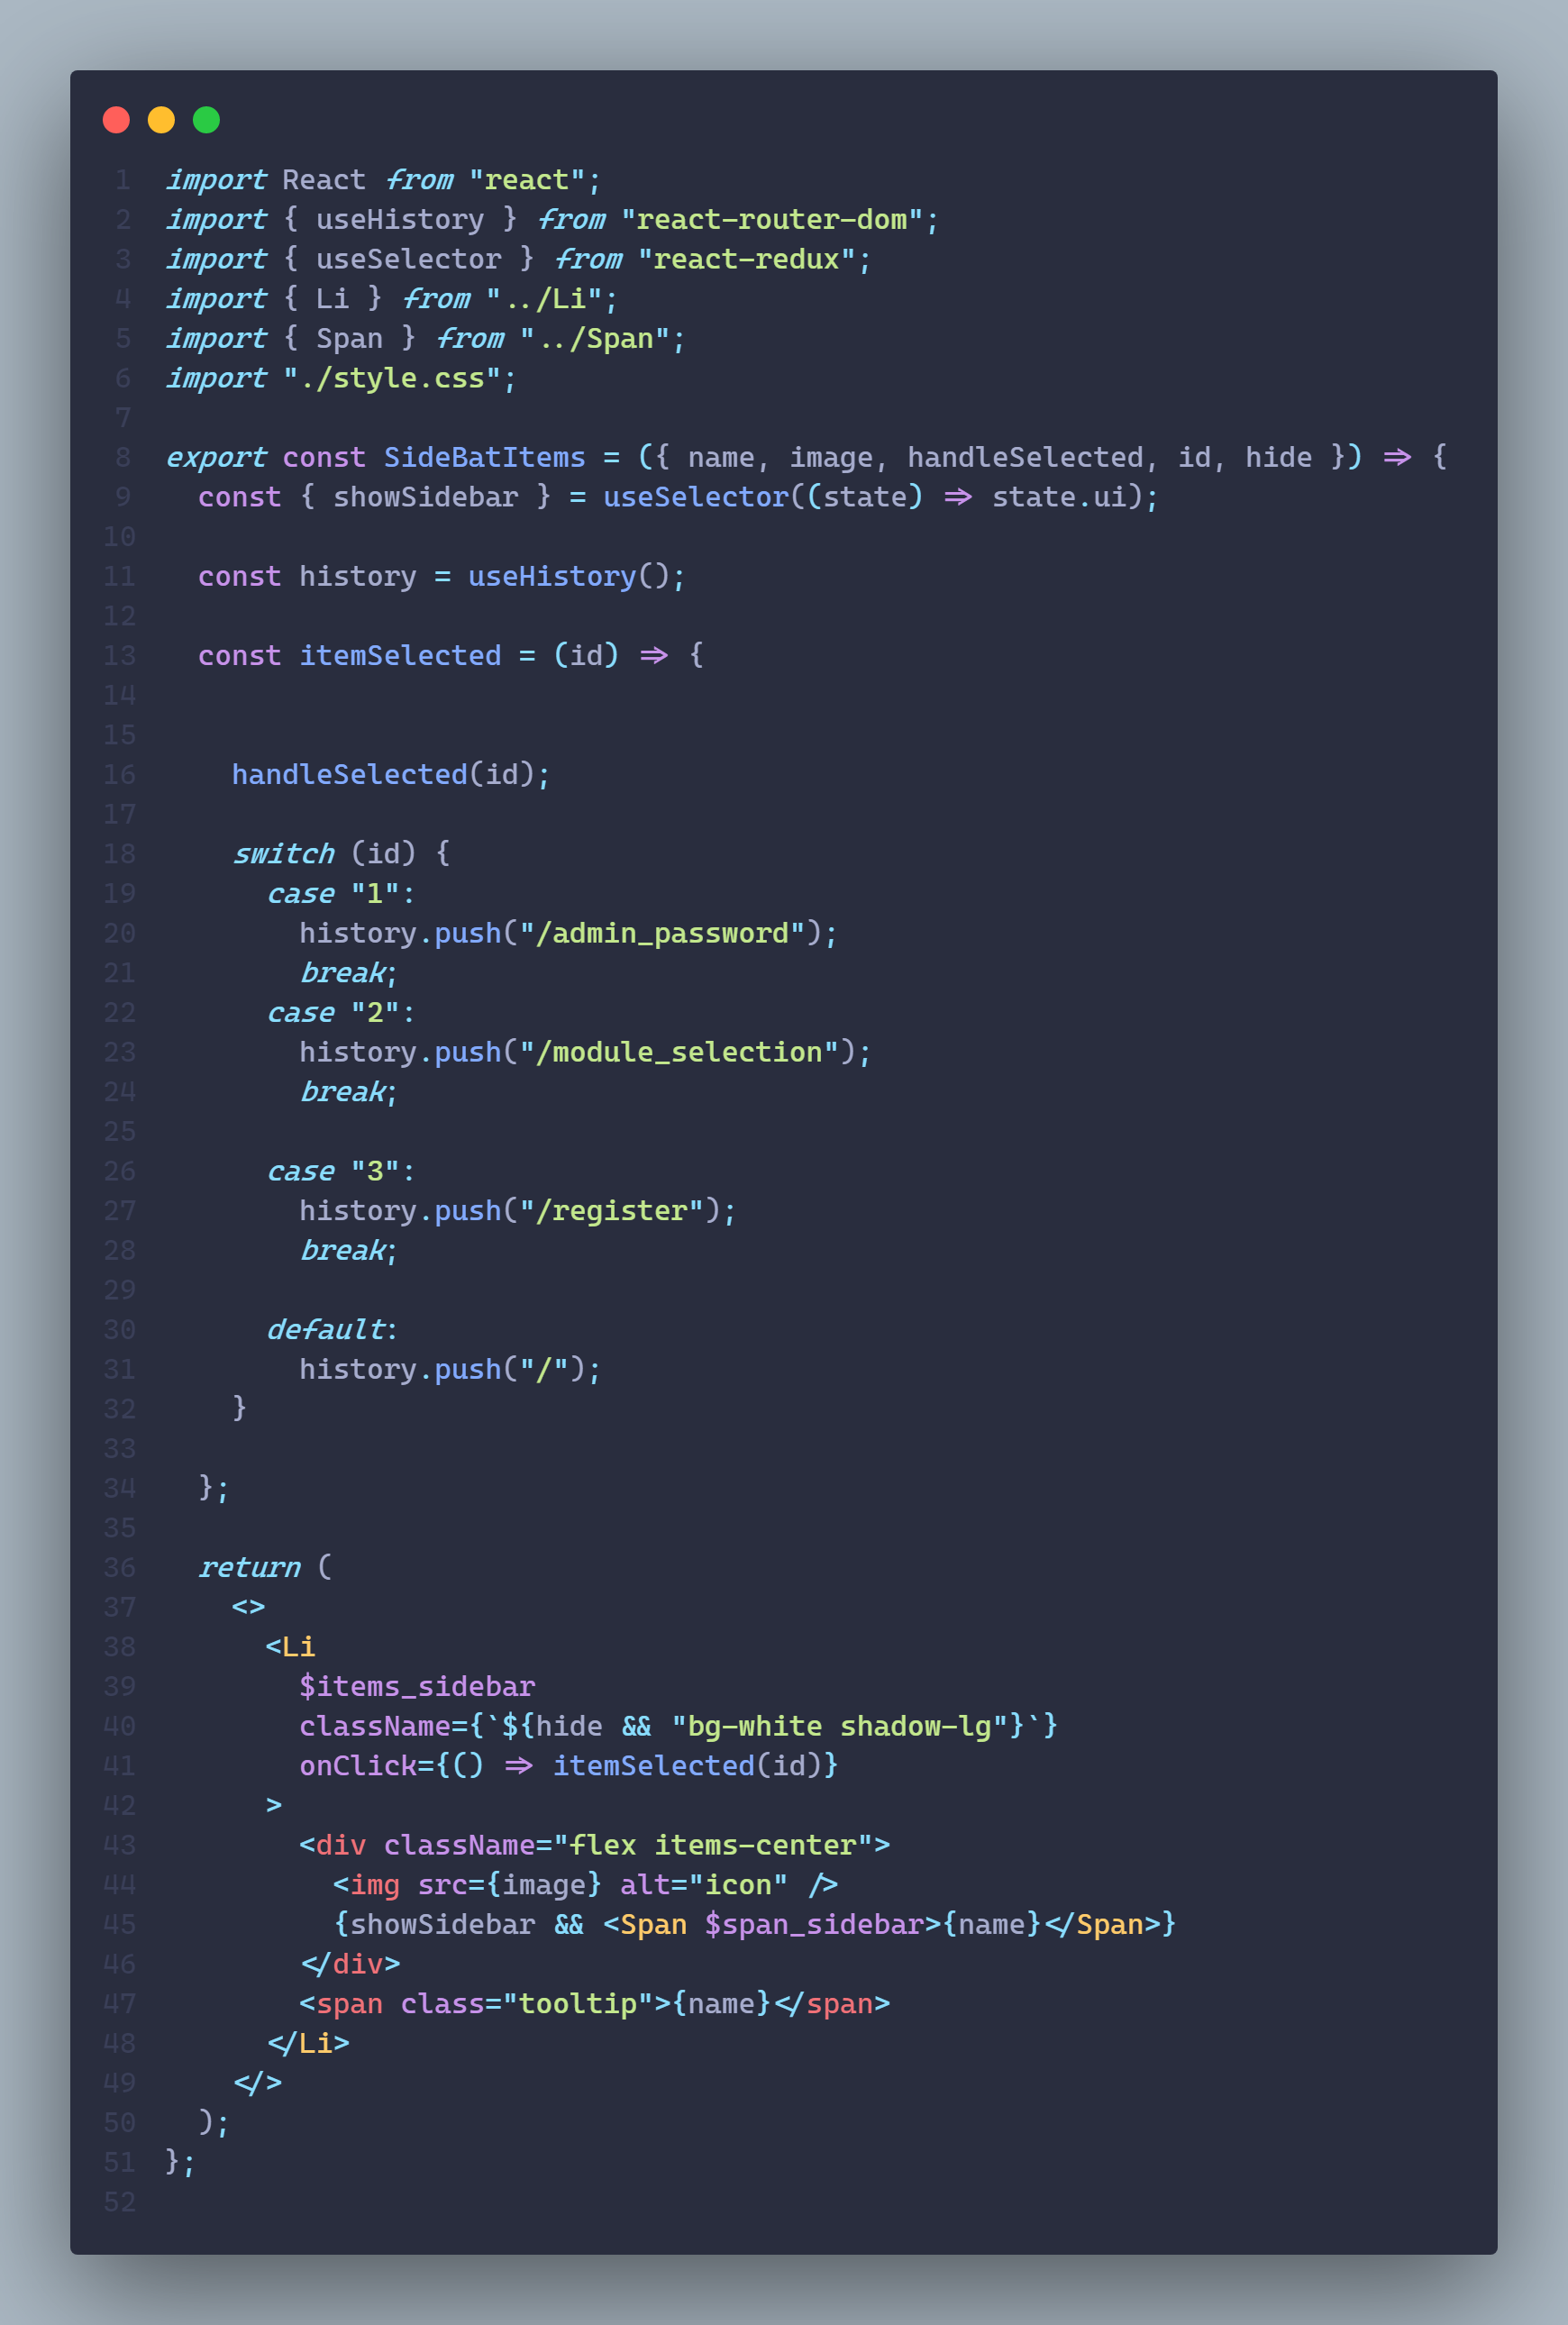 1 import React from "react";
2 import { useHistory } from "react-router-dom";
3 import { useSelector } from "react-redux";
4 import { Li } from "../Li";
5 import { Span } from "../Span";
6 import "./style.css";
7
8 export const SideBatItems = ({ name, image, handleSelected, id, hide }) => {
9   const { showSidebar } = useSelector((state) => state.ui);
10
11   const history = useHistory();
12
13   const itemSelected = (id) => {
14
15
16     handleSelected(id);
17
18     switch (id) {
19       case "1":
20         history.push("/admin_password");
21         break;
22       case "2":
23         history.push("/module_selection");
24         break;
25
26       case "3":
27         history.push("/register");
28         break;
29
30       default:
31         history.push("/");
32     }
33
34   };
35
36   return (
37     <>
38       <Li
39         $items_sidebar
40         className={`${hide && "bg-white shadow-lg"}`}
41         onClick={() => itemSelected(id)}
42       >
43         <div className="flex items-center">
44           <img src={image} alt="icon" />
45           {showSidebar && <Span $span_sidebar>{name}</Span>}
46         </div>
47         <span class="tooltip">{name}</span>
48       </Li>
49     </>
50   );
51 };
52